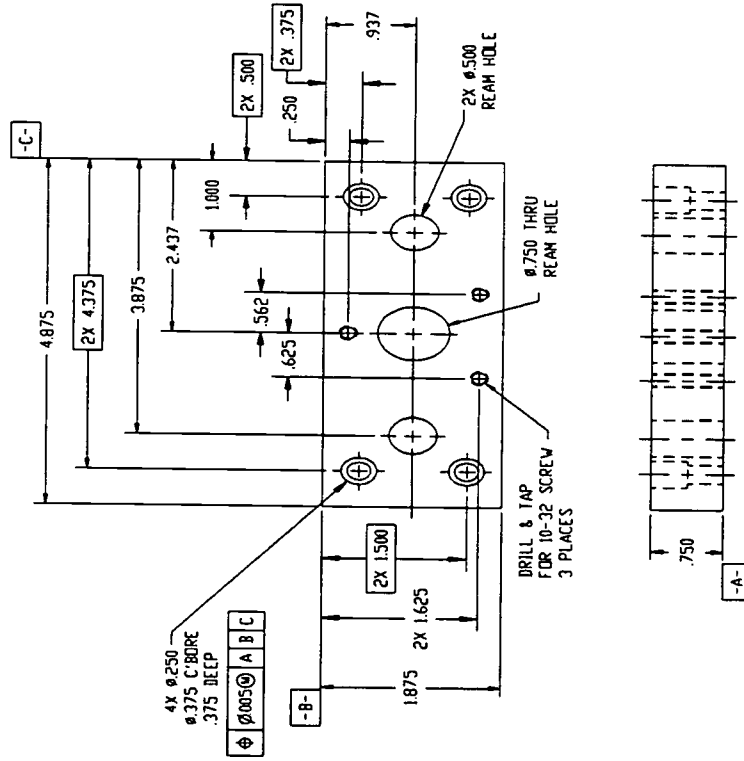 -C-
4.875
2X 4.375
3.875
2.437
1.000
2X .500
.250
2X .375
.937
.562
.625
2X Ø.500
REAM HOLE
Ø.750 THRU
REAM HOLE
4X Ø.250
Ø.375 C'BORE
.375 DEEP
⌖ Ø.005Ⓜ A B C
-B-
2X 1.500
2X 1.625
1.875
DRILL & TAP
FOR 10-32 SCREW
3 PLACES
.750
-A-